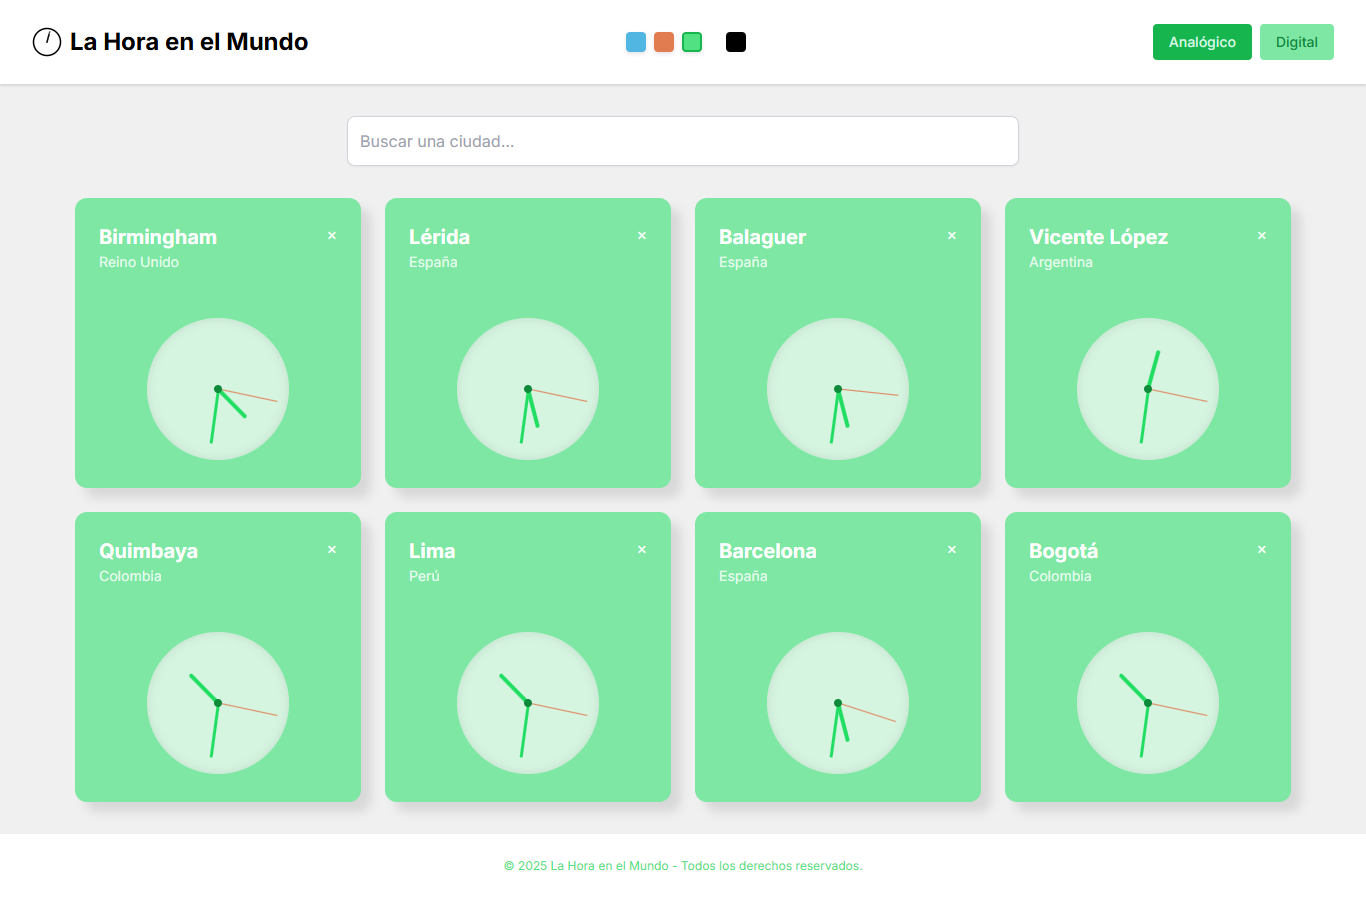 La Hora en el Mundo
Analógico
Digital
Buscar una ciudad...
Birmingham ×
Reino Unido
Lérida ×
España
Balaguer ×
España
Vicente López ×
Argentina
Quimbaya ×
Colombia
Lima ×
Perú
Barcelona ×
España
Bogotá ×
Colombia
© 2025 La Hora en el Mundo - Todos los derechos reservados.